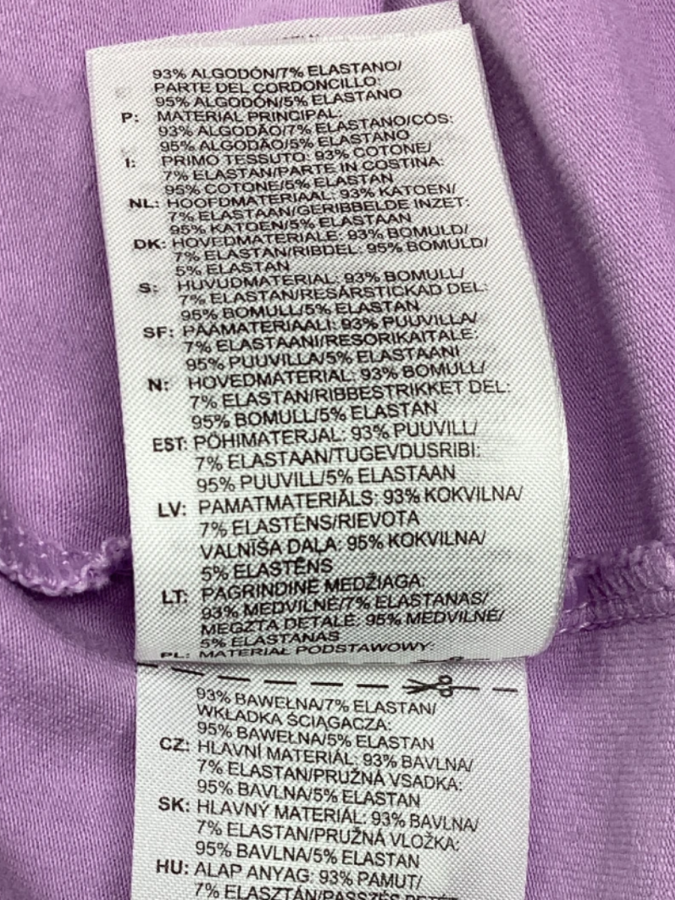 93% ALGODÓN/7% ELASTANO/
PARTE DEL CORDONCILLO:
95% ALGODÓN/5% ELASTANO
P: MATERIAL PRINCIPAL:
93% ALGODÃO/7% ELASTANO/CÓS:
95% ALGODÃO/5% ELASTANO
I: PRIMO TESSUTO: 93% COTONE/
7% ELASTAN/PARTE IN COSTINA:
95% COTONE/5% ELASTAN
NL: HOOFDMATERIAAL: 93% KATOEN/
7% ELASTAAN/GERIBBELDE INZET:
95% KATOEN/5% ELASTAAN
DK: HOVEDMATERIALE: 93% BOMULD/
7% ELASTAN/RIBDEL: 95% BOMULD/
5% ELASTAN
S: HUVUDMATERIAL: 93% BOMULL/
7% ELASTAN/RESÅRSTICKAD DEL:
95% BOMULL/5% ELASTAN
SF: PÄÄMATERIAALI: 93% PUUVILLA/
7% ELASTAANI/RESORIKAITALE:
95% PUUVILLA/5% ELASTAANI
N: HOVEDMATERIAL: 93% BOMULL/
7% ELASTAN/RIBBESTRIKKET DEL:
95% BOMULL/5% ELASTAN
EST: PÕHIMATERJAL: 93% PUUVILL/
7% ELASTAAN/TUGEVDUSRIBI:
95% PUUVILL/5% ELASTAAN
LV: PAMATMATERIĀLS: 93% KOKVILNA/
7% ELASTĒNS/RIEVOTA
VALNĪŠA DAĻA: 95% KOKVILNA/
5% ELASTĒNS
LT: PAGRINDINĖ MEDŽIAGA:
93% MEDVILNĖ/7% ELASTANAS/
MEGZTA DETALĖ: 95% MEDVILNĖ/
5% ELASTANAS
PL: MATERIAŁ PODSTAWOWY:
93% BAWEŁNA/7% ELASTAN/
WKŁADKA ŚCIĄGACZA:
95% BAWEŁNA/5% ELASTAN
CZ: HLAVNÍ MATERIÁL: 93% BAVLNA/
7% ELASTAN/PRUŽNÁ VSADKA:
95% BAVLNA/5% ELASTAN
SK: HLAVNÝ MATERIÁL: 93% BAVLNA/
7% ELASTAN/PRUŽNÁ VLOŽKA:
95% BAVLNA/5% ELASTAN
HU: ALAP ANYAG: 93% PAMUT/
7% ELASZTÁN/PASSZÉS